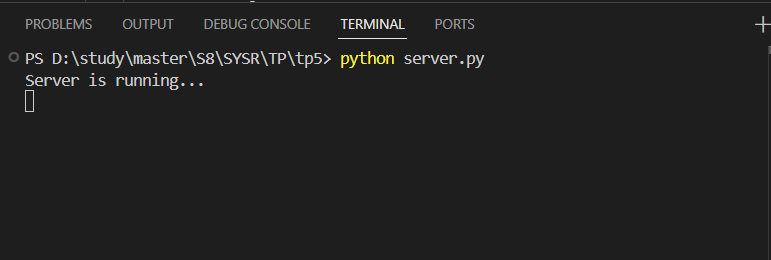 PROBLEMS OUTPUT DEBUG CONSOLE TERMINAL PORTS
PS D:\study\master\S8\SYSR\TP\tp5> python server.py
Server is running...